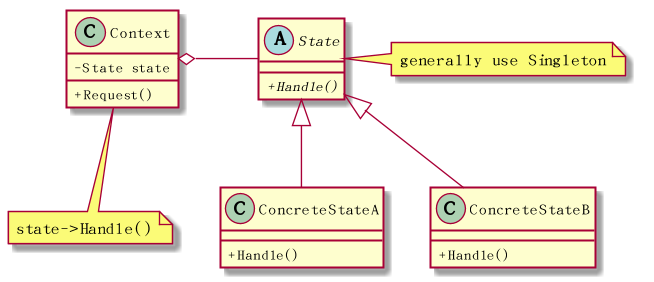 C Context
-State state
+Request()
A State
+Handle()
generally use Singleton
state->Handle()
C ConcreteStateA
+Handle()
C ConcreteStateB
+Handle()